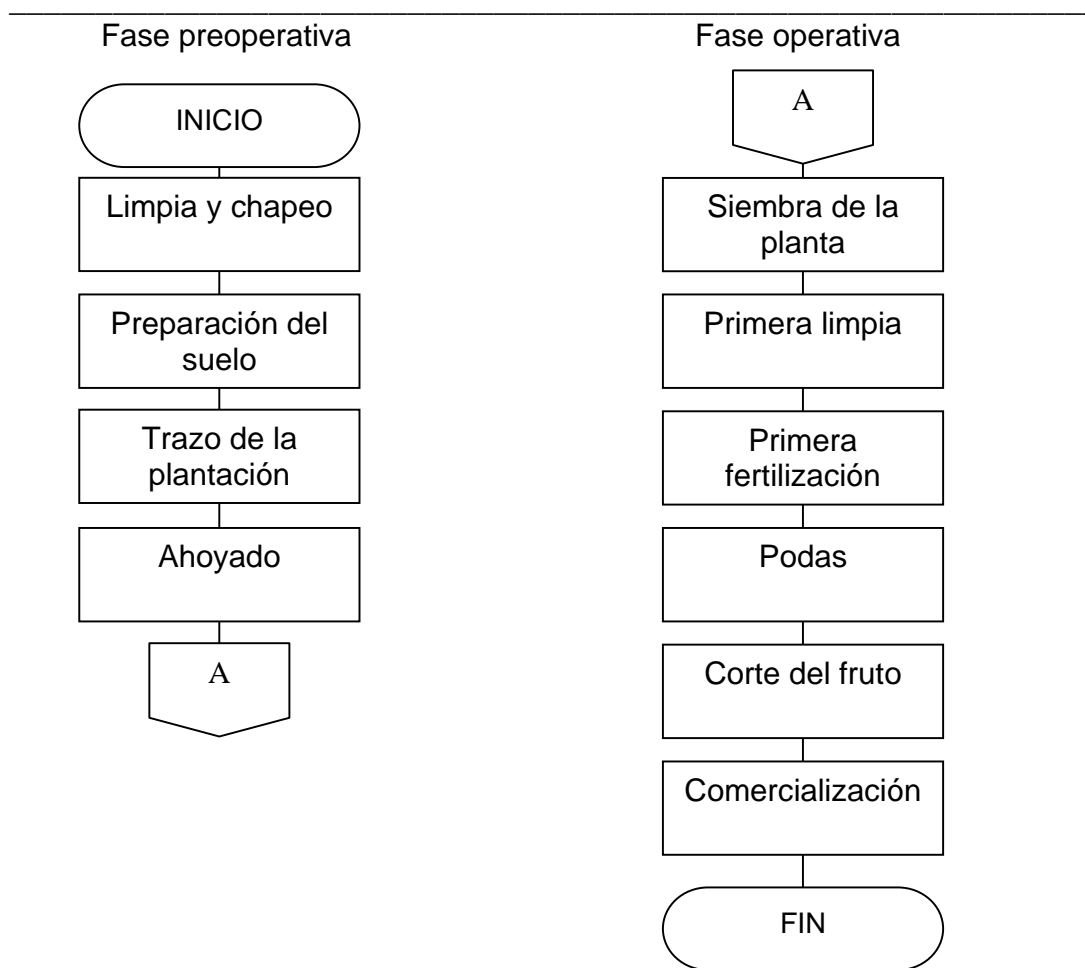 Fase preoperativa
INICIO
Limpia y chapeo
Preparación del
suelo
Trazo de la
plantación
Ahoyado
A
Fase operativa
A
Siembra de la
planta
Primera limpia
Primera
fertilización
Podas
Corte del fruto
Comercialización
FIN